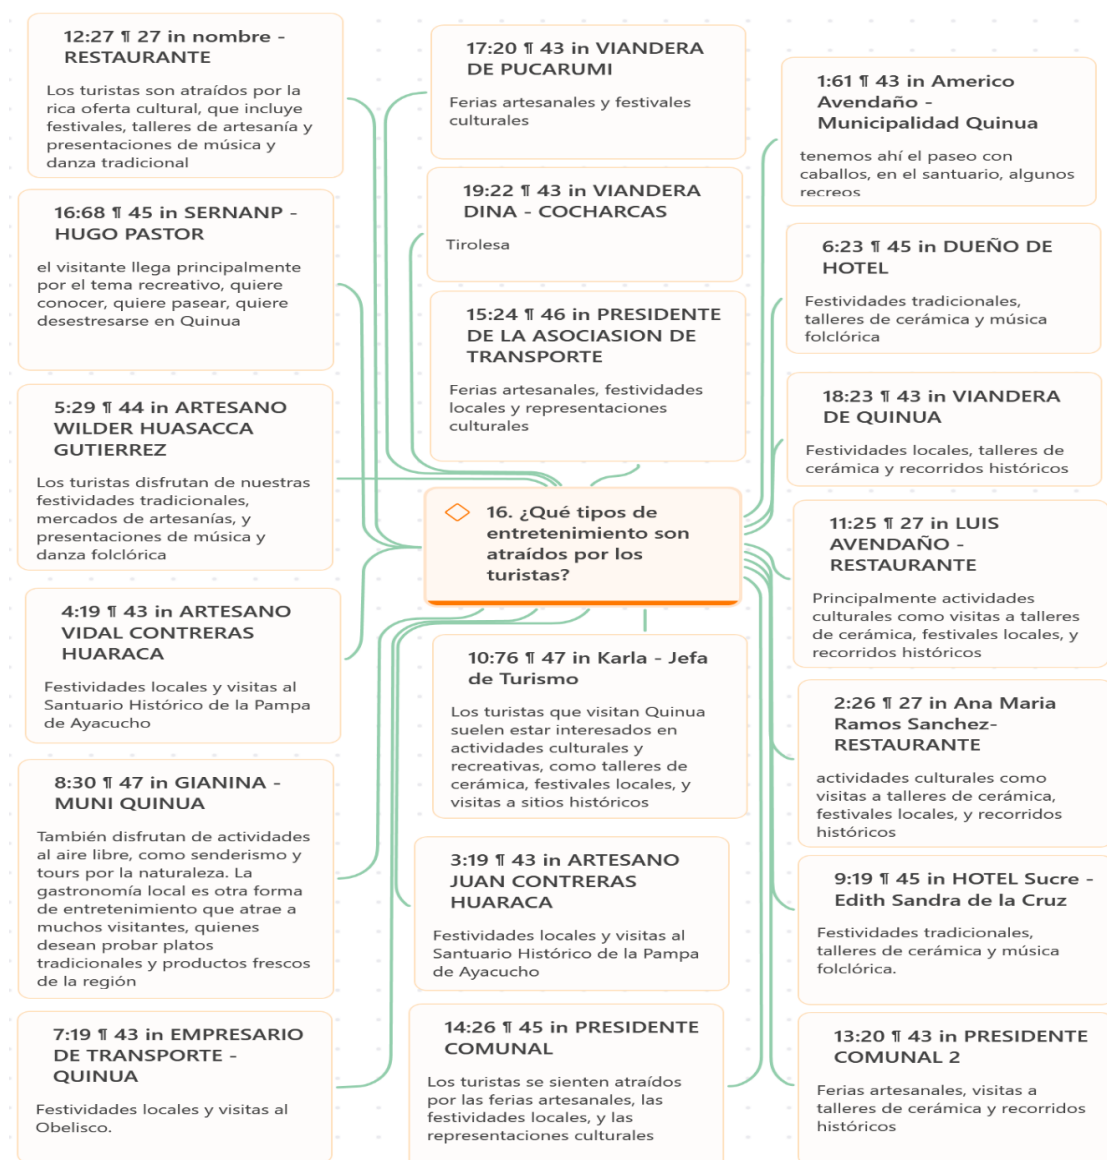 12:27 ¶ 27 in nombre -
RESTAURANTE
Los turistas son atraídos por la
rica oferta cultural, que incluye
festivales, talleres de artesanía y
presentaciones de música y
danza tradicional
16:68 ¶ 45 in SERNANP -
HUGO PASTOR
el visitante llega principalmente
por el tema recreativo, quiere
conocer, quiere pasear, quiere
desestresarse en Quinua
5:29 ¶ 44 in ARTESANO
WILDER HUASACCA
GUTIERREZ
Los turistas disfrutan de nuestras
festividades tradicionales,
mercados de artesanías, y
presentaciones de música y
danza folclórica
4:19 ¶ 43 in ARTESANO
VIDAL CONTRERAS
HUARACA
Festividades locales y visitas al
Santuario Histórico de la Pampa
de Ayacucho
8:30 ¶ 47 in GIANINA -
MUNI QUINUA
También disfrutan de actividades
al aire libre, como senderismo y
tours por la naturaleza. La
gastronomía local es otra forma
de entretenimiento que atrae a
muchos visitantes, quienes
desean probar platos
tradicionales y productos frescos
de la región
7:19 ¶ 43 in EMPRESARIO
DE TRANSPORTE -
QUINUA
Festividades locales y visitas al
Obelisco.
17:20 ¶ 43 in VIANDERA
DE PUCARUMI
Ferias artesanales y festivales
culturales
19:22 ¶ 43 in VIANDERA
DINA - COCHARCAS
Tirolesa
15:24 ¶ 46 in PRESIDENTE
DE LA ASOCIASION DE
TRANSPORTE
Ferias artesanales, festividades
locales y representaciones
culturales
16. ¿Qué tipos de
entretenimiento son
atraídos por los
turistas?
10:76 ¶ 47 in Karla - Jefa
de Turismo
Los turistas que visitan Quinua
suelen estar interesados en
actividades culturales y
recreativas, como talleres de
cerámica, festivales locales, y
visitas a sitios históricos
3:19 ¶ 43 in ARTESANO
JUAN CONTRERAS
HUARACA
Festividades locales y visitas al
Santuario Histórico de la Pampa
de Ayacucho
14:26 ¶ 45 in PRESIDENTE
COMUNAL
Los turistas se sienten atraídos
por las ferias artesanales, las
festividades locales, y las
representaciones culturales
1:61 ¶ 43 in Americo
Avendaño -
Municipalidad Quinua
tenemos ahí el paseo con
caballos, en el santuario, algunos
recreos
6:23 ¶ 45 in DUEÑO DE
HOTEL
Festividades tradicionales,
talleres de cerámica y música
folclórica
18:23 ¶ 43 in VIANDERA
DE QUINUA
Festividades locales, talleres de
cerámica y recorridos históricos
11:25 ¶ 27 in LUIS
AVENDAÑO -
RESTAURANTE
Principalmente actividades
culturales como visitas a talleres
de cerámica, festivales locales, y
recorridos históricos
2:26 ¶ 27 in Ana Maria
Ramos Sanchez-
RESTAURANTE
actividades culturales como
visitas a talleres de cerámica,
festivales locales, y recorridos
históricos
9:19 ¶ 45 in HOTEL Sucre -
Edith Sandra de la Cruz
Festividades tradicionales,
talleres de cerámica y música
folclórica.
13:20 ¶ 43 in PRESIDENTE
COMUNAL 2
Ferias artesanales, visitas a
talleres de cerámica y recorridos
históricos